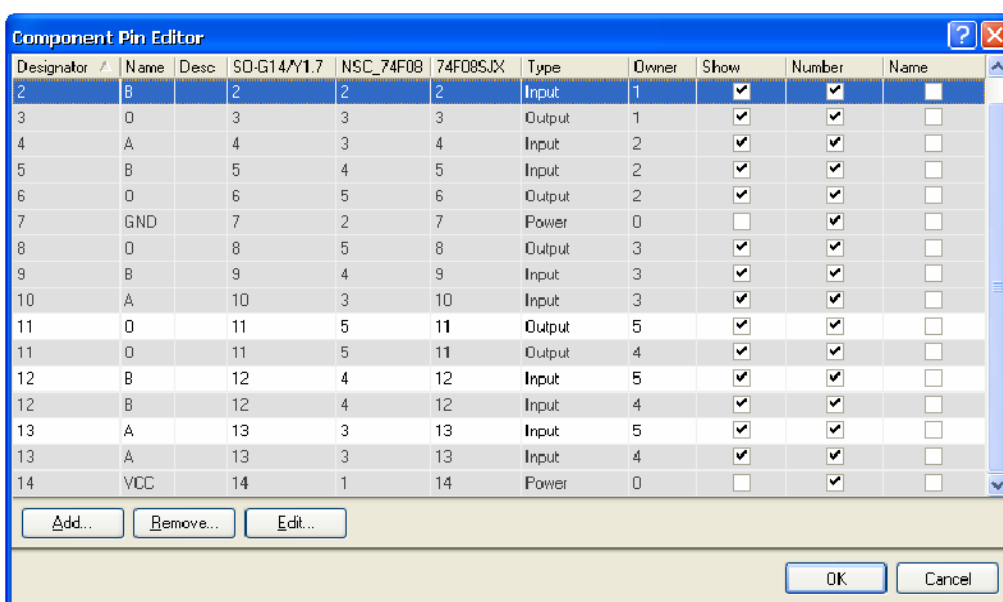 Component Pin Editor
Designator Name Desc SO-G14/Y1.7 NSC_74F08 74F08SJX Type Owner Show Number Name
2 B 2 2 2 Input 1
3 O 3 3 3 Output 1
4 A 4 3 4 Input 2
5 B 5 4 5 Input 2
6 O 6 5 6 Output 2
7 GND 7 2 7 Power 0
8 O 8 5 8 Output 3
9 B 9 4 9 Input 3
10 A 10 3 10 Input 3
11 O 11 5 11 Output 5
11 O 11 5 11 Output 4
12 B 12 4 12 Input 5
12 B 12 4 12 Input 4
13 A 13 3 13 Input 5
13 A 13 3 13 Input 4
14 VCC 14 1 14 Power 0
Add... Remove... Edit...
OK Cancel